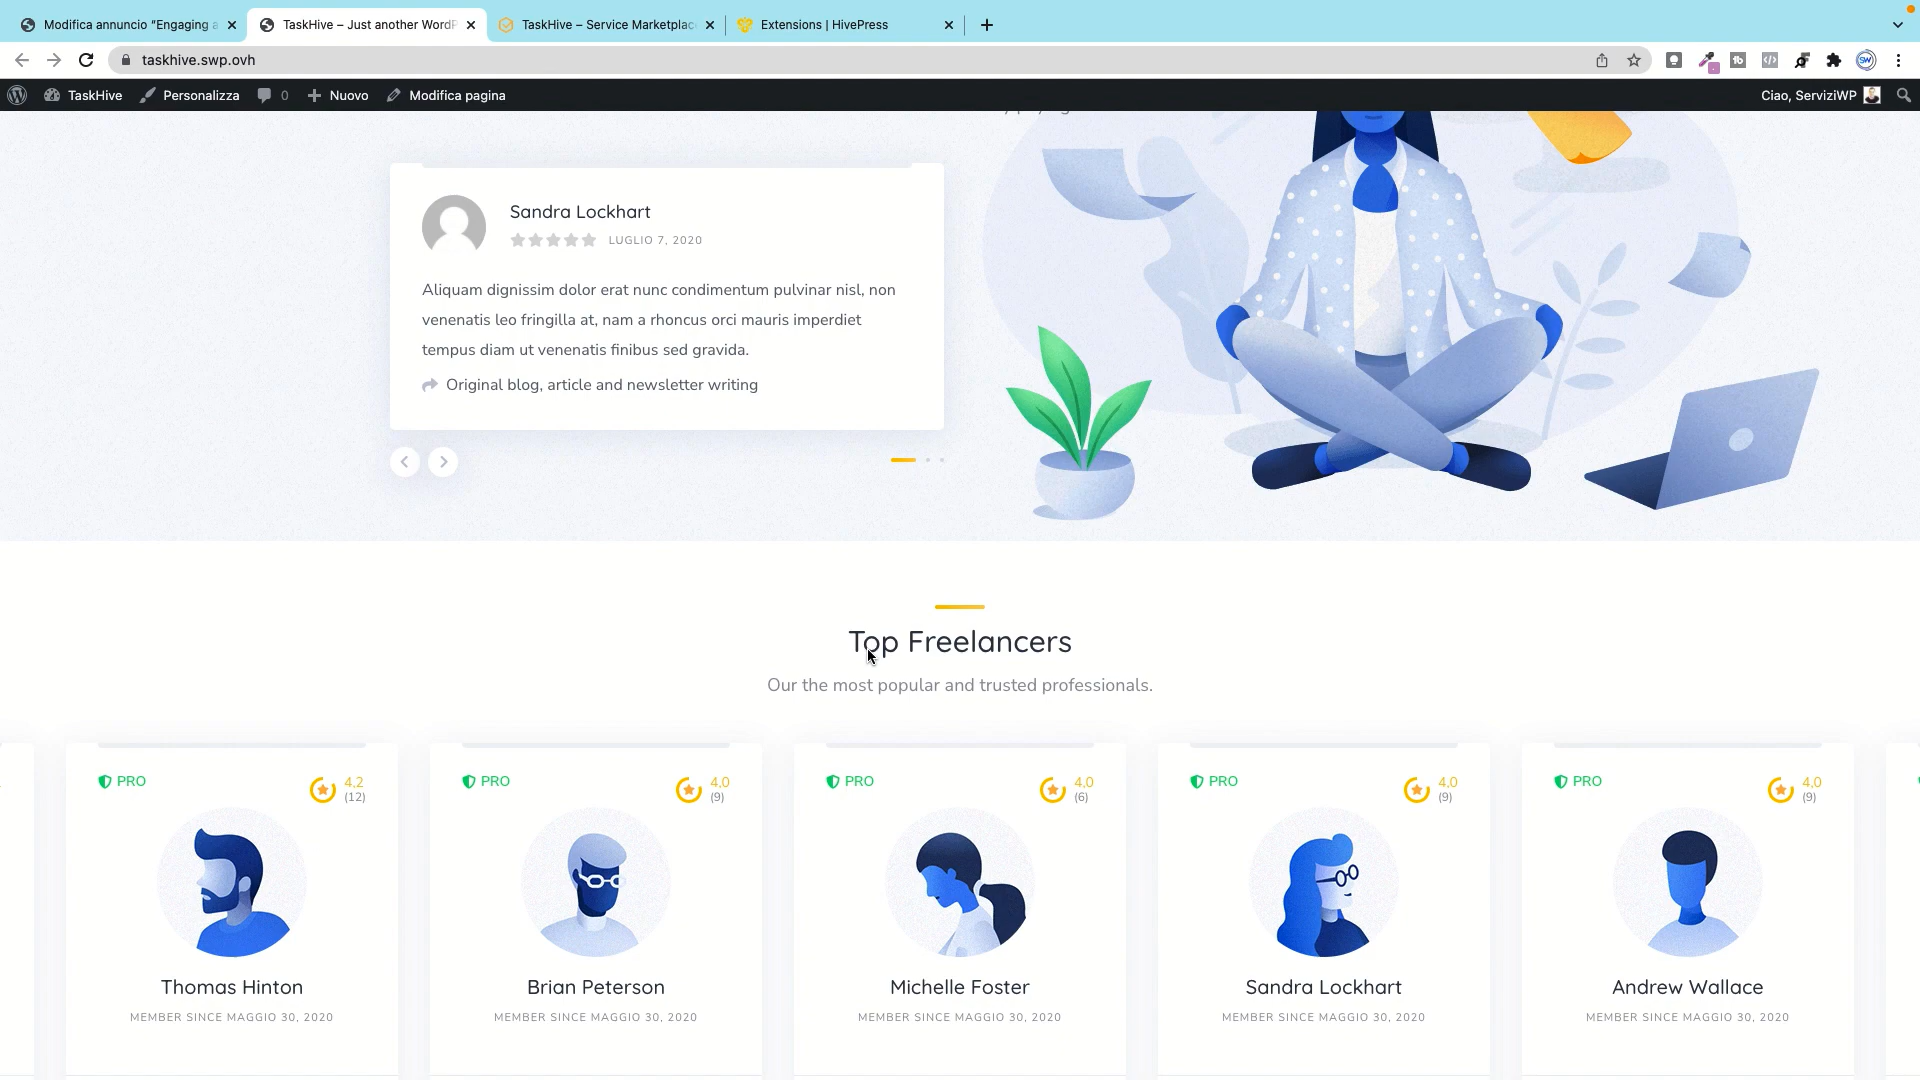 Modifica annuncio “Engaging a
TaskHive – Just another WordP
TaskHive – Service Marketplac
Extensions | HivePress
taskhive.swp.ovh
TaskHive
Personalizza
0
Nuovo
Modifica pagina
Ciao, ServiziWP
Sandra Lockhart
LUGLIO 7, 2020
Aliquam dignissim dolor erat nunc condimentum pulvinar nisl, non
venenatis leo fringilla at, nam a rhoncus orci mauris imperdiet
tempus diam ut venenatis finibus sed gravida.
Original blog, article and newsletter writing
Top Freelancers
Our the most popular and trusted professionals.
PRO
4.2
(12)
Thomas Hinton
MEMBER SINCE MAGGIO 30, 2020
PRO
4.0
(9)
Brian Peterson
MEMBER SINCE MAGGIO 30, 2020
PRO
4.0
(6)
Michelle Foster
MEMBER SINCE MAGGIO 30, 2020
PRO
4.0
(9)
Sandra Lockhart
MEMBER SINCE MAGGIO 30, 2020
PRO
4.0
(9)
Andrew Wallace
MEMBER SINCE MAGGIO 30, 2020